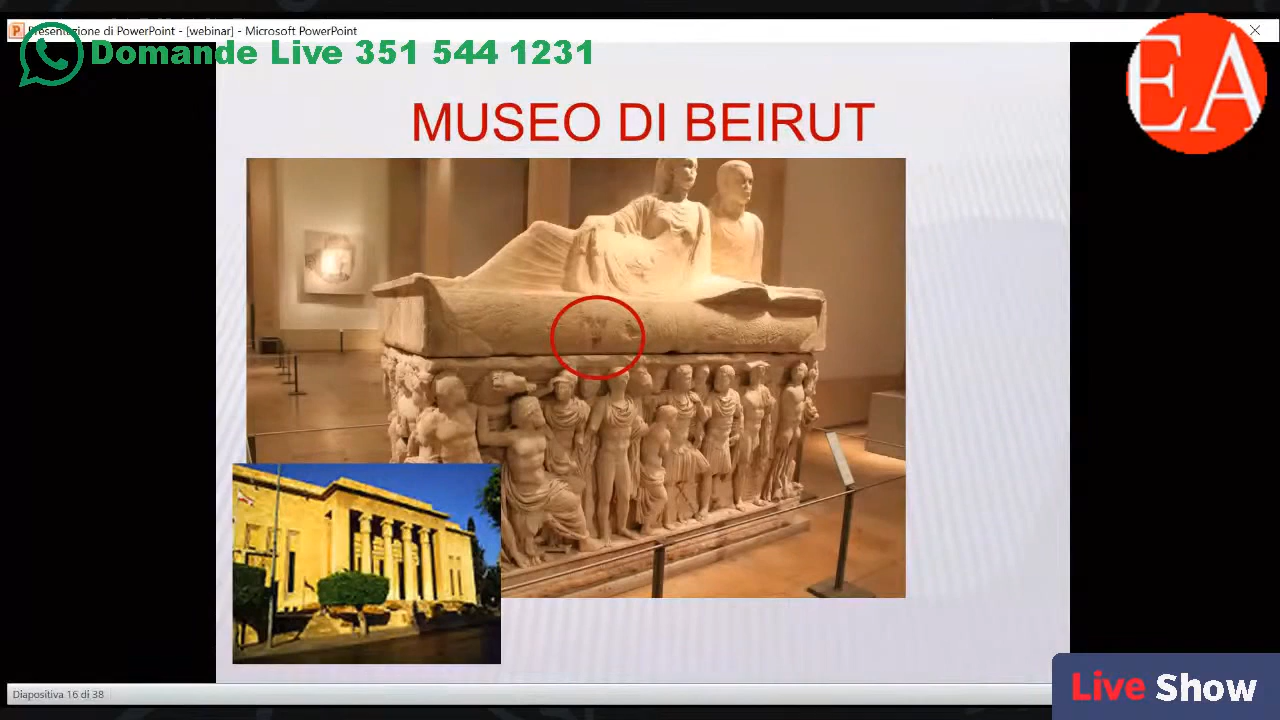 Presentazione di PowerPoint - [webinar] - Microsoft PowerPoint
Domande Live 351 544 1231
EA
MUSEO DI BEIRUT
Diapositiva 16 di 38
Live Show